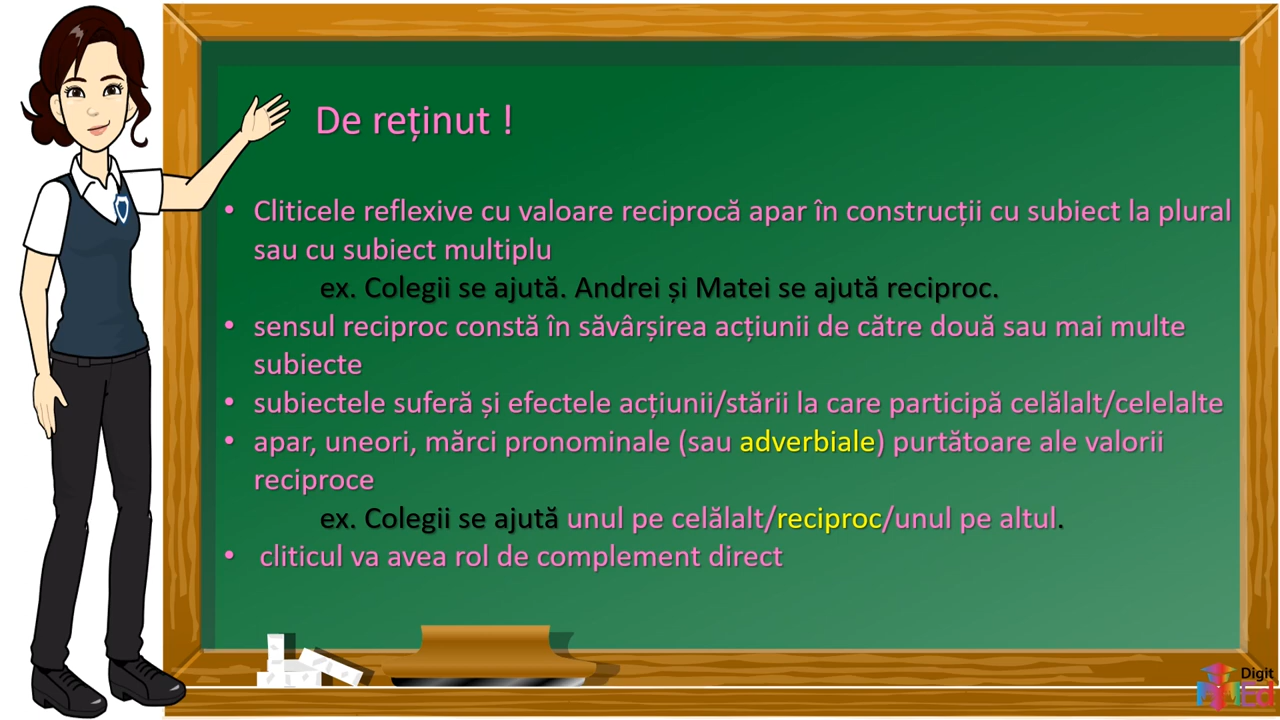 De reținut !
• Cliticele reflexive cu valoare reciprocă apar în construcții cu subiect la plural
sau cu subiect multiplu
ex. Colegii se ajută. Andrei și Matei se ajută reciproc.
• sensul reciproc constă în săvârșirea acțiunii de către două sau mai multe
subiecte
• subiectele suferă și efectele acțiunii/stării la care participă celălalt/celelalte
• apar, uneori, mărci pronominale (sau adverbiale) purtătoare ale valorii
reciproce
ex. Colegii se ajută unul pe celălalt/reciproc/unul pe altul.
• cliticul va avea rol de complement direct
Digit